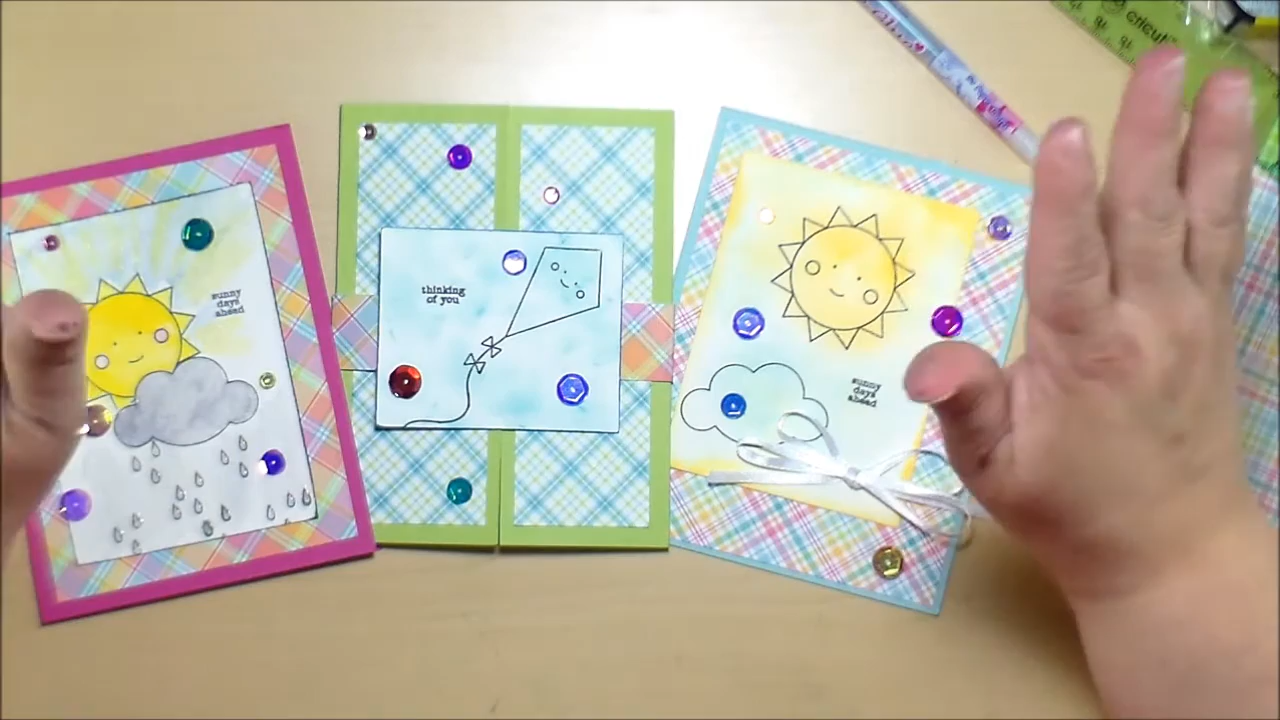 sunny
days
ahead
thinking
of you
sunny
days
ahead
cricut